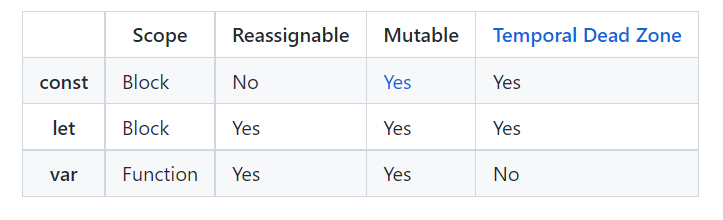 Scope Reassignable Mutable Temporal Dead Zone
const Block No Yes Yes
let Block Yes Yes Yes
var Function Yes Yes No